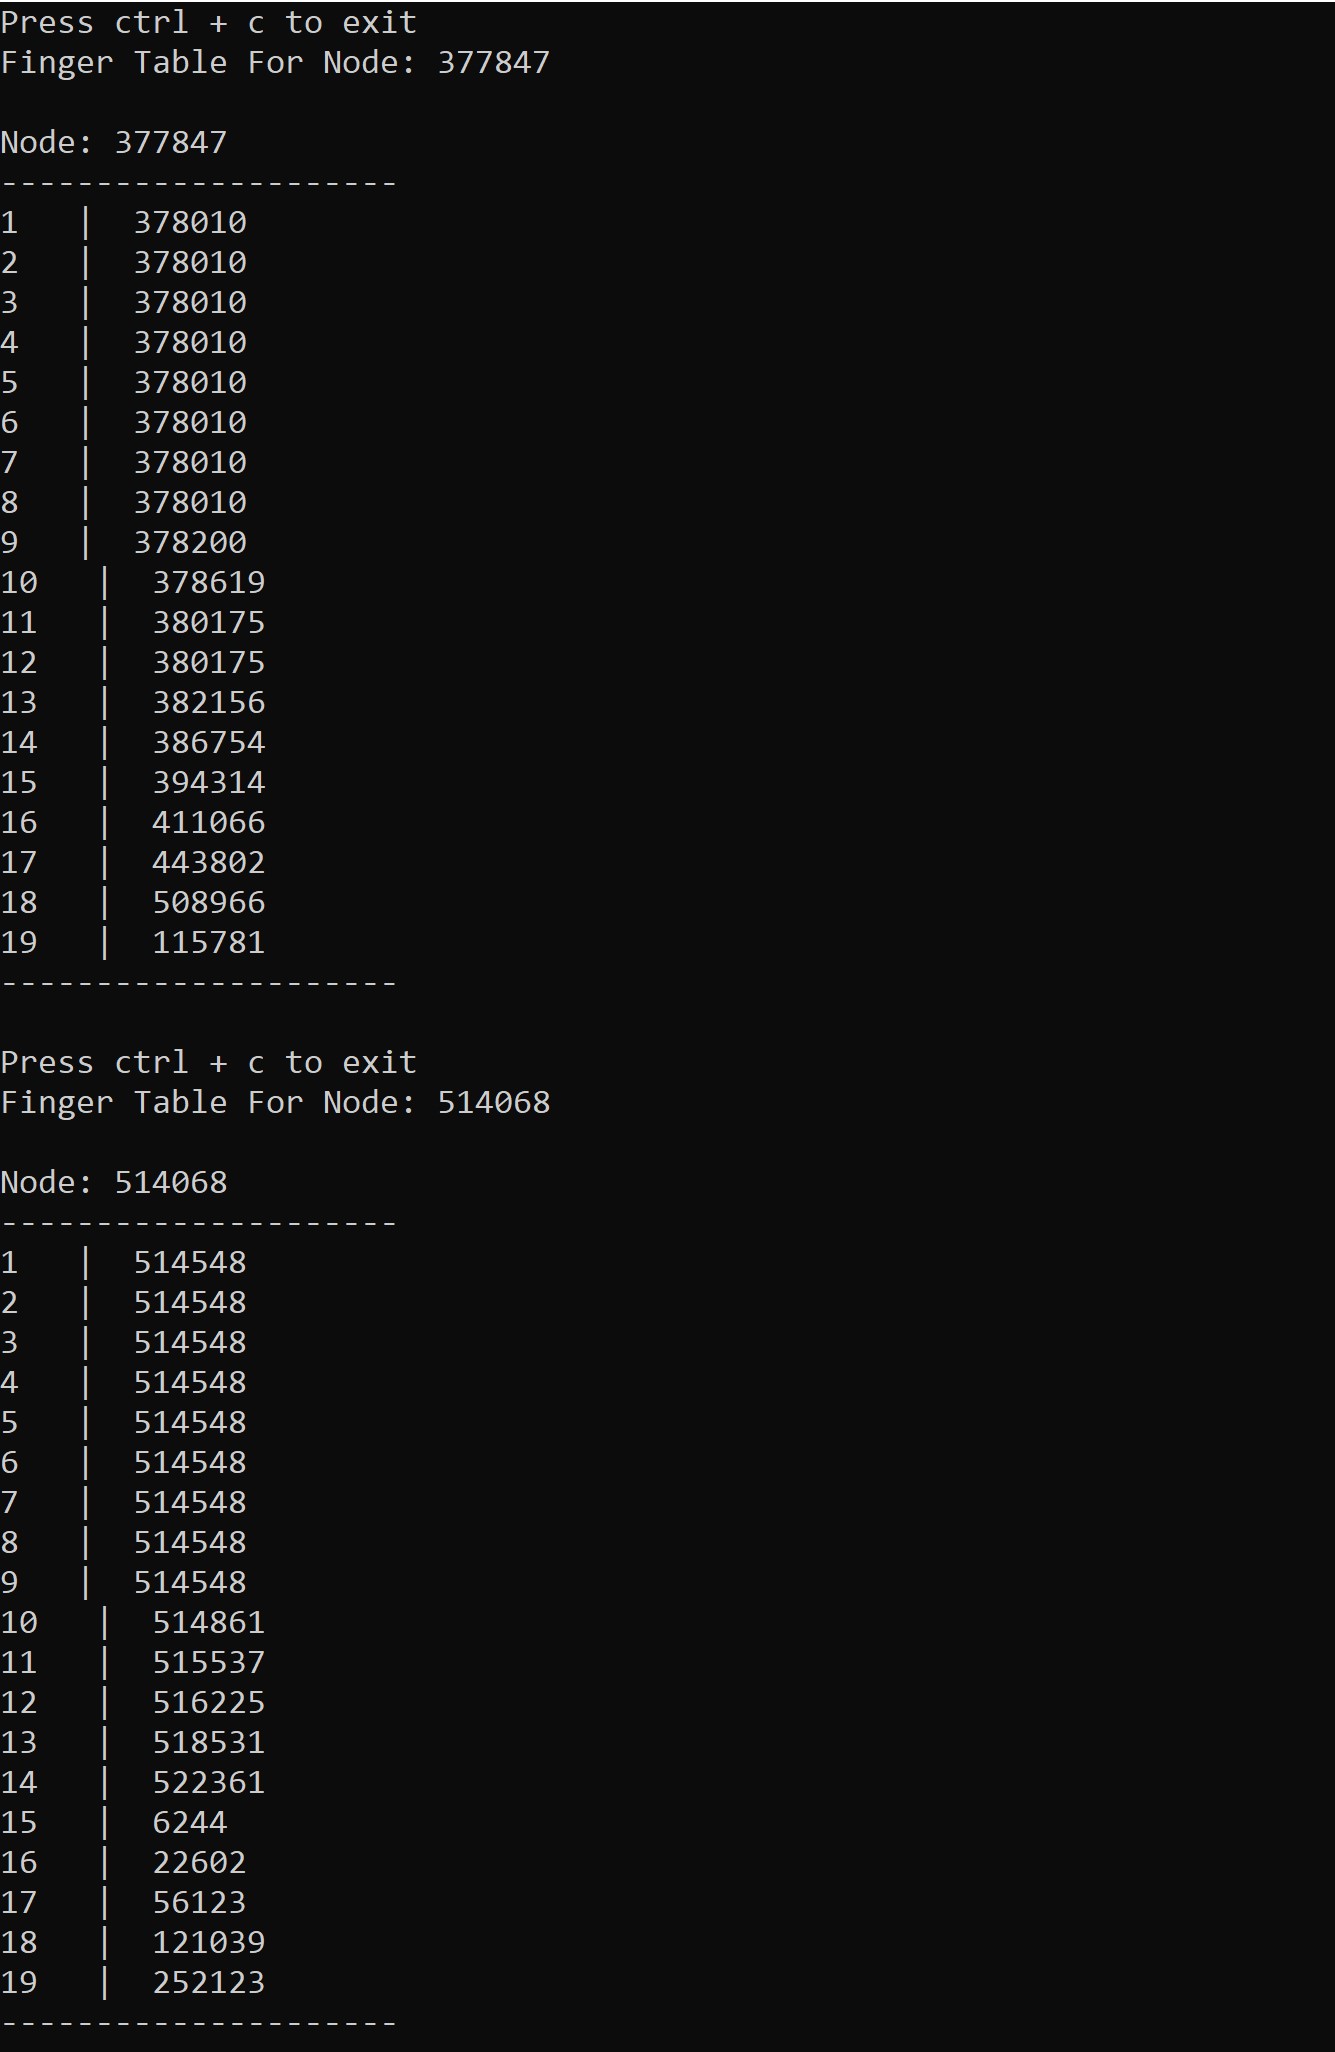 Press ctrl + c to exit
Finger Table For Node: 377847
Node: 377847
---------------------
1   |  378010
2   |  378010
3   |  378010
4   |  378010
5   |  378010
6   |  378010
7   |  378010
8   |  378010
9   |  378200
10   |  378619
11   |  380175
12   |  380175
13   |  382156
14   |  386754
15   |  394314
16   |  411066
17   |  443802
18   |  508966
19   |  115781
---------------------
Press ctrl + c to exit
Finger Table For Node: 514068
Node: 514068
---------------------
1   |  514548
2   |  514548
3   |  514548
4   |  514548
5   |  514548
6   |  514548
7   |  514548
8   |  514548
9   |  514548
10   |  514861
11   |  515537
12   |  516225
13   |  518531
14   |  522361
15   |  6244
16   |  22602
17   |  56123
18   |  121039
19   |  252123
---------------------